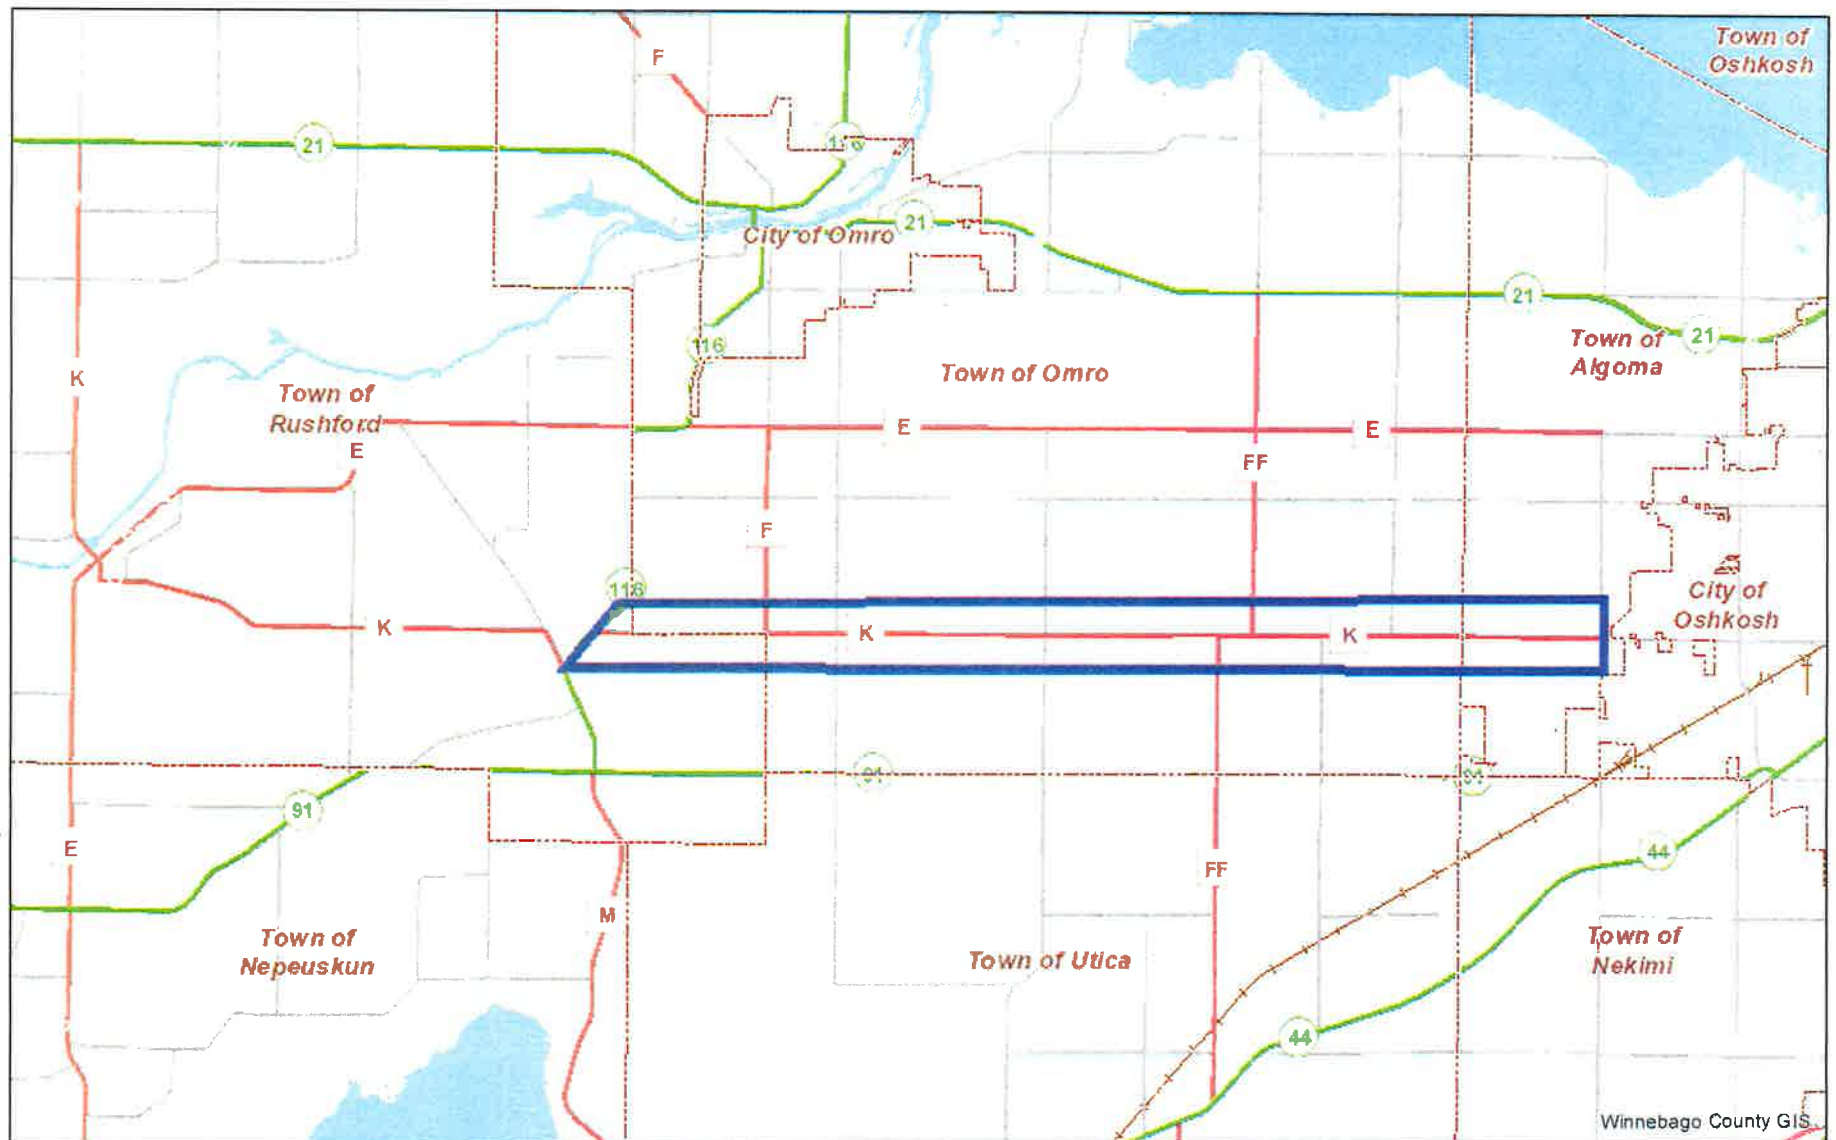 Town of
Oshkosh
F
21
116
21
City of Omro
21
116
Town of
Algoma
21
K
Town of Omro
Town of
Rushford
E
E
E
FF
F
116
City of
Oshkosh
K
K
K
91
91
91
E
44
FF
M
Town of
Nepeuskun
Town of Utica
Town of
Nekimi
44
Winnebago County GIS